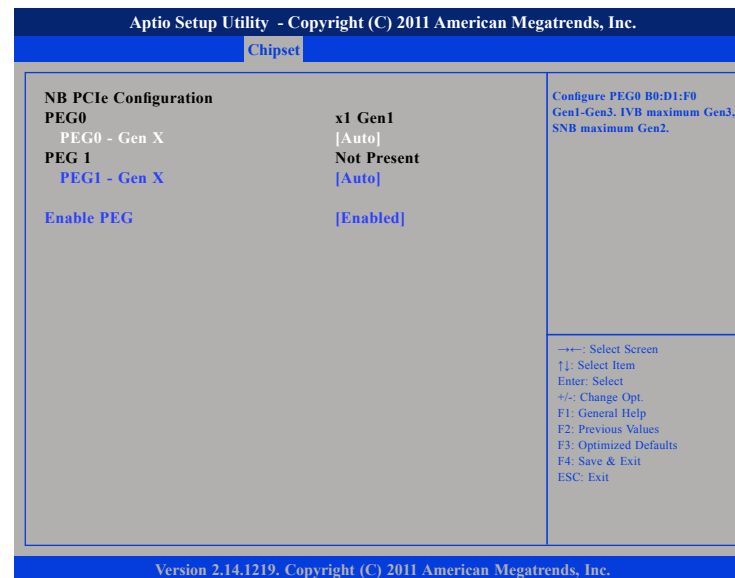 Aptio Setup Utility - Copyright (C) 2011 American Megatrends, Inc.
Chipset
NB PCIe Configuration
PEG0 x1 Gen1
PEG0 - Gen X [Auto]
PEG 1 Not Present
PEG1 - Gen X [Auto]
Enable PEG [Enabled]
Configure PEG0 B0:D1:F0
Gen1-Gen3. IVB maximum Gen3,
SNB maximum Gen2.
→←: Select Screen
↑↓: Select Item
Enter: Select
+/-: Change Opt.
F1: General Help
F2: Previous Values
F3: Optimized Defaults
F4: Save & Exit
ESC: Exit
Version 2.14.1219. Copyright (C) 2011 American Megatrends, Inc.